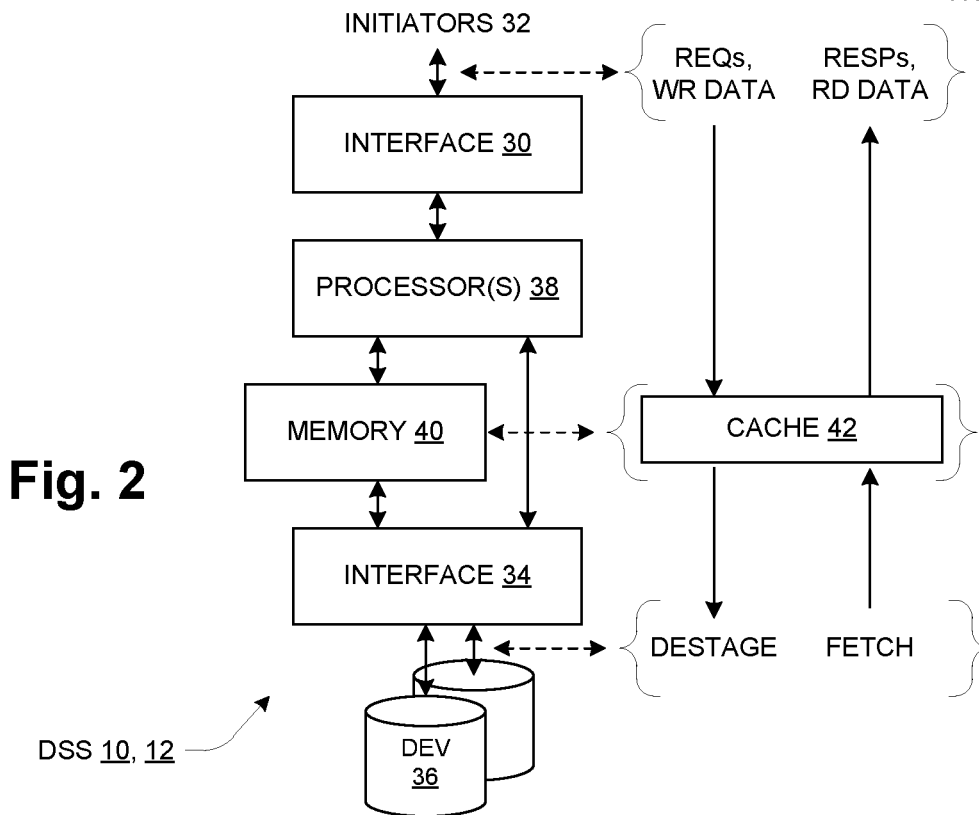 INITIATORS 32
REQs,
WR DATA
RESPs,
RD DATA
INTERFACE 30
PROCESSOR(S) 38
MEMORY 40
CACHE 42
Fig. 2
INTERFACE 34
DESTAGE
FETCH
DSS 10, 12
DEV
36